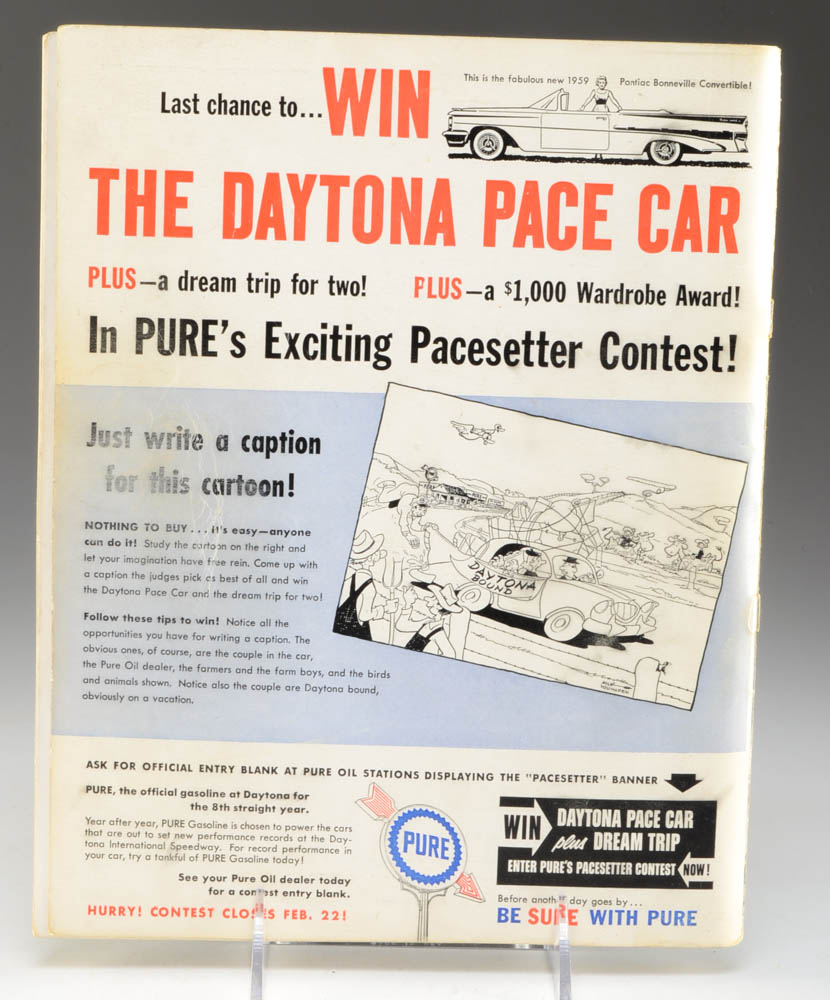 This is the fabulous new 1959 Pontiac Bonneville Convertible!
Last chance to... WIN
THE DAYTONA PACE CAR
PLUS—a dream trip for two! PLUS—a $1,000 Wardrobe Award!
In PURE's Exciting Pacesetter Contest!
Just write a caption
for this cartoon!
NOTHING TO BUY . . . it's easy—anyone
can do it! Study the cartoon on the right and
let your imagination have free rein. Come up with
a caption the judges pick as best of all and win
the Daytona Pace Car and the dream trip for two!
Follow these tips to win! Notice all the
opportunities you have for writing a caption. The
obvious ones, of course, are the couple in the car,
the Pure Oil dealer, the farmers and the farm boys, and the birds
and animals shown. Notice also the couple are Daytona bound,
obviously on a vacation.
DAYTONA
BOUND
ASK FOR OFFICIAL ENTRY BLANK AT PURE OIL STATIONS DISPLAYING THE "PACESETTER" BANNER
PURE, the official gasoline at Daytona for
the 8th straight year.
Year after year, PURE Gasoline is chosen to power the cars
that are out to set new performance records at the Day-
tona International Speedway. For record performance in
your car, try a tankful of PURE Gasoline today!
See your Pure Oil dealer today
for a contest entry blank.
HURRY! CONTEST CLOSES FEB. 22!
PURE
WIN DAYTONA PACE CAR
plus DREAM TRIP
ENTER PURE'S PACESETTER CONTEST NOW!
Before another day goes by . . .
BE SURE WITH PURE